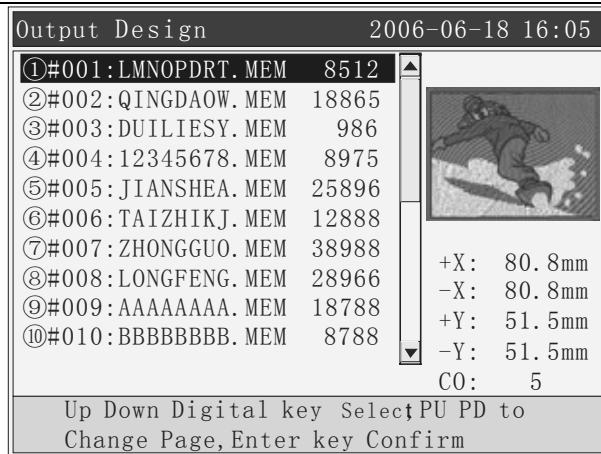 Output Design 2006-06-18 16:05
①#001:LMNOPDRT.MEM 8512
②#002:QINGDAOW.MEM 18865
③#003:DUILIESY.MEM 986
④#004:12345678.MEM 8975
⑤#005:JIANSHEA.MEM 25896
⑥#006:TAIZHIKJ.MEM 12888
⑦#007:ZHONGGUO.MEM 38988
⑧#008:LONGFENG.MEM 28966
⑨#009:AAAAAAAA.MEM 18788
⑩#010:BBBBBBBB.MEM 8788
+X: 80.8mm
-X: 80.8mm
+Y: 51.5mm
-Y: 51.5mm
CO: 5
Up Down Digital key Select;PU PD to
Change Page,Enter key Confirm